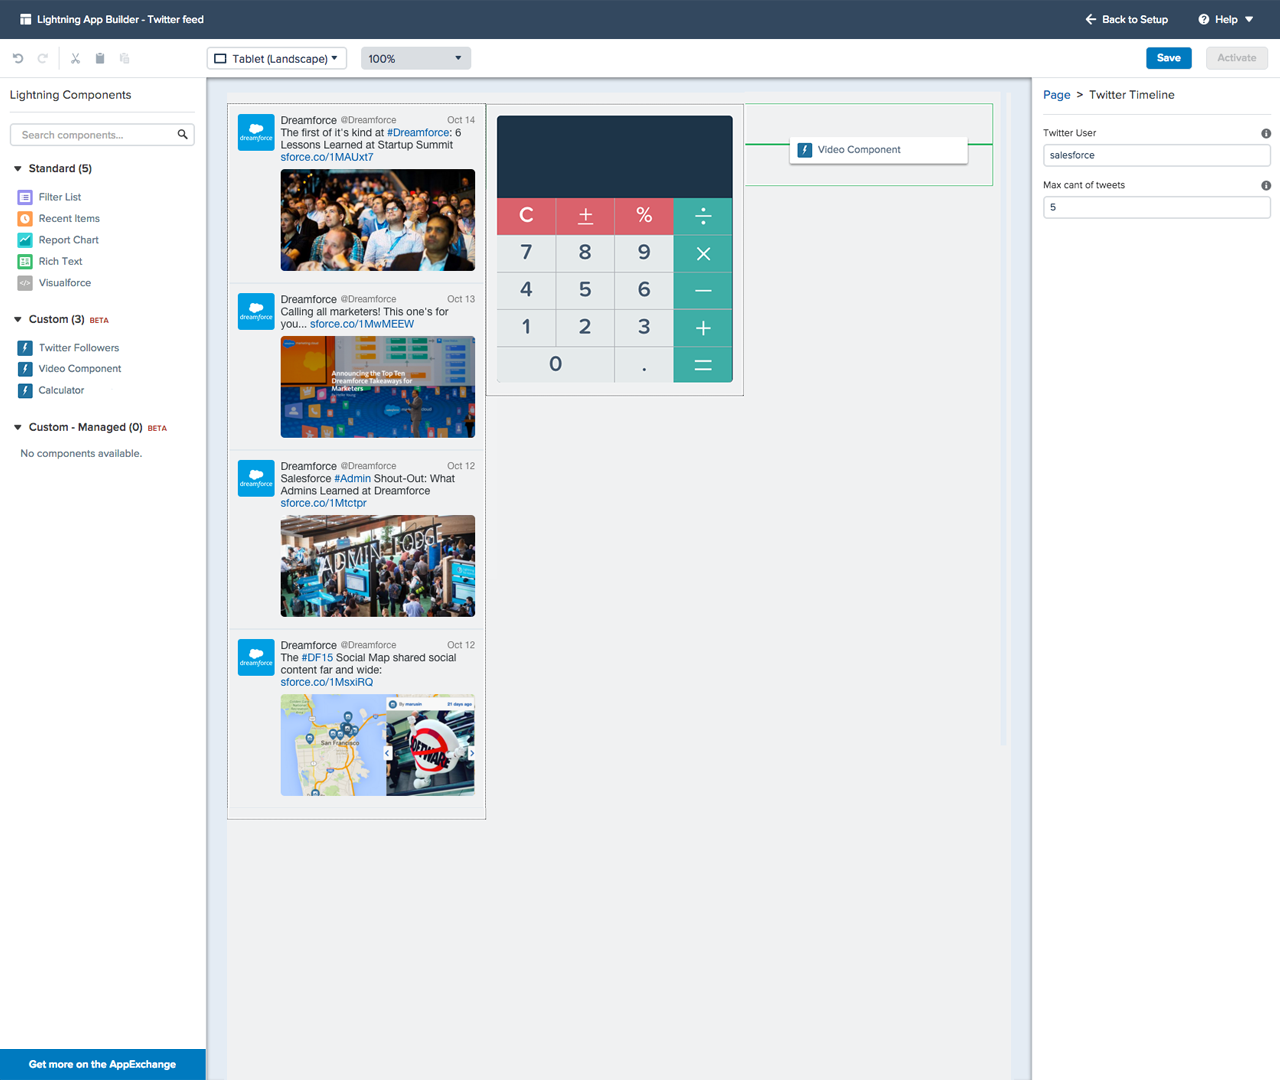 Lightning App Builder - Twitter feed
Back to Setup
Help
Tablet (Landscape)
100%
Save
Activate
Lightning Components
Search components...
Standard (5)
Filter List
Recent Items
Report Chart
Rich Text
Visualforce
Custom (3) BETA
Twitter Followers
Video Component
Calculator
Custom - Managed (0) BETA
No components available.
Get more on the AppExchange
dreamforce
Dreamforce @Dreamforce Oct 14
The first of it's kind at #Dreamforce: 6
Lessons Learned at Startup Summit
sforce.co/1MAUxt7
dreamforce
Dreamforce @Dreamforce Oct 13
Calling all marketers! This one's for
you... sforce.co/1MwMEEW
Announcing the Top Ten
Dreamforce Takeaways for
Marketers
dreamforce
Dreamforce @Dreamforce Oct 12
Salesforce #Admin Shout-Out: What
Admins Learned at Dreamforce
sforce.co/1Mtctpr
ADMIN LODGE
dreamforce
Dreamforce @Dreamforce Oct 12
The #DF15 Social Map shared social
content far and wide:
sforce.co/1MsxiRQ
San Francisco
By manuain 21 days ago
SOFTWARE
C ± % ÷
7 8 9 ×
4 5 6 −
1 2 3 +
0 . =
Video Component
Page > Twitter Timeline
Twitter User
salesforce
Max cant of tweets
5